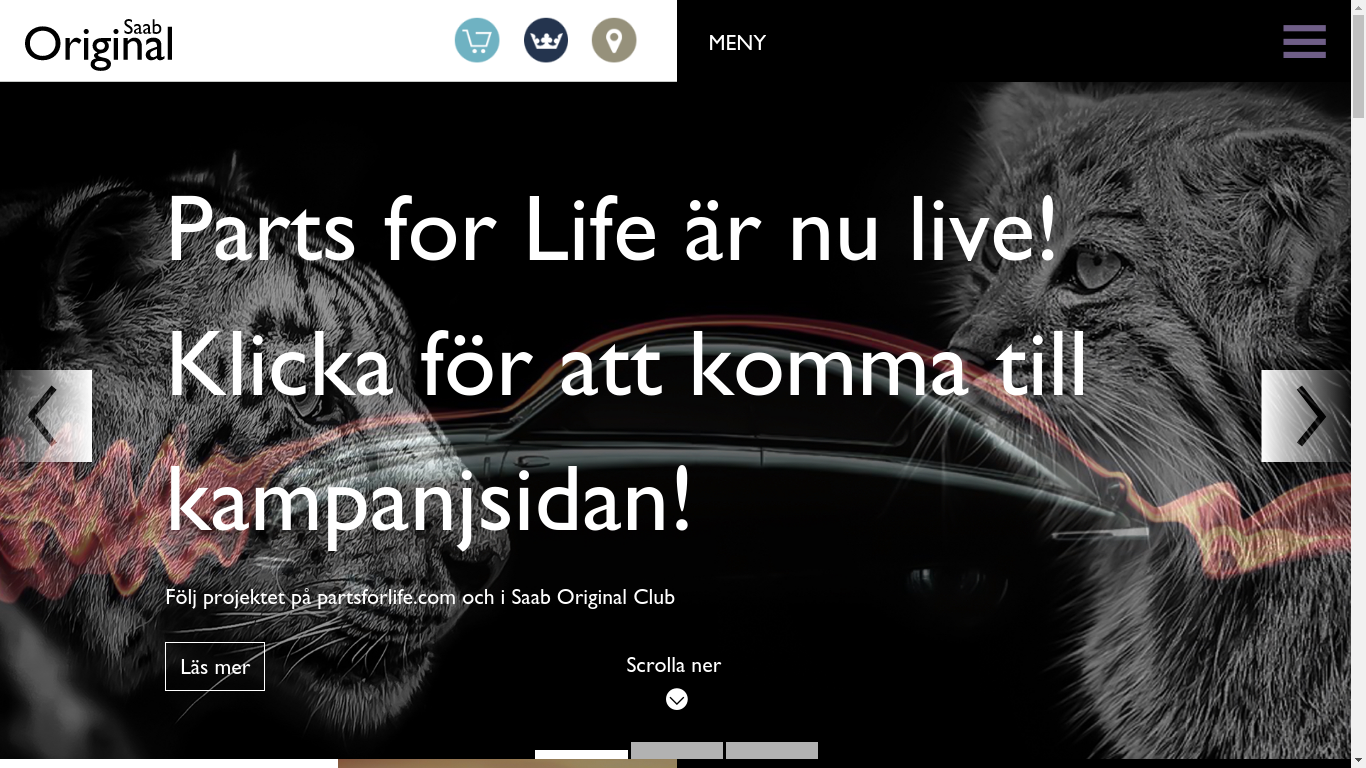 Saab
Original
MENY
Parts for Life är nu live!
Klicka för att komma till
kampanjsidan!
Följ projektet på partsforlife.com och i Saab Original Club
Läs mer
Scrolla ner